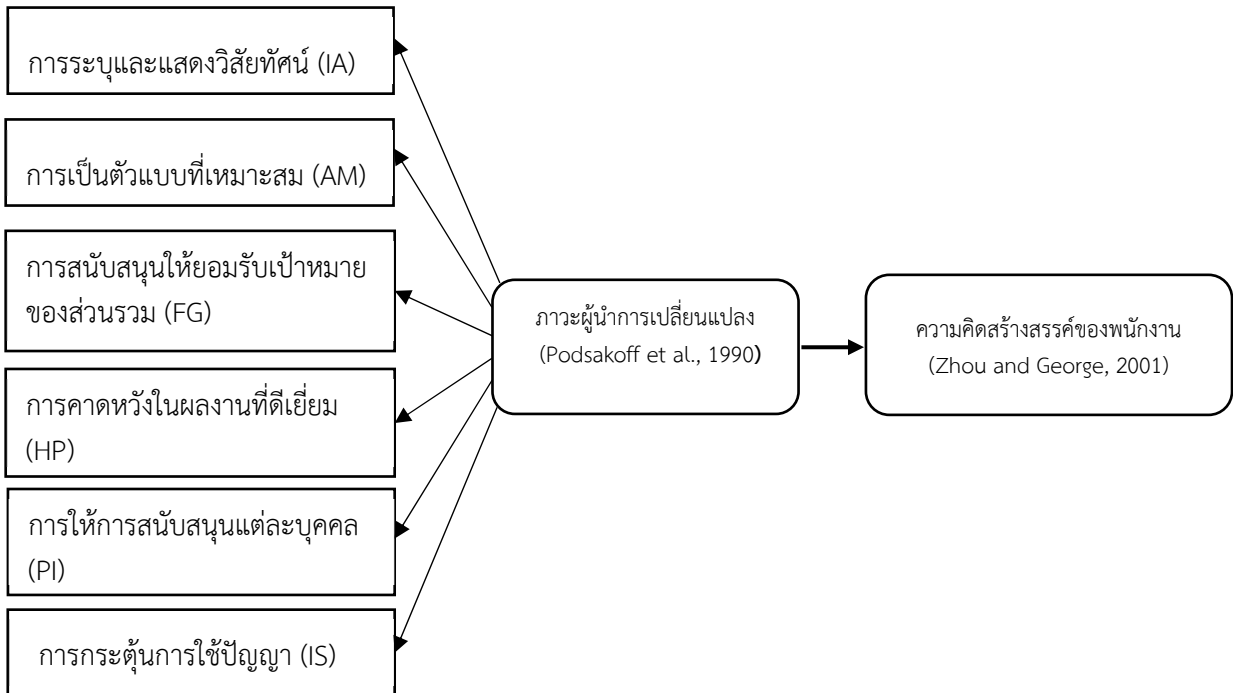 การระบุและแสดงวิสัยทัศน์ (IA)
การเป็นตัวแบบที่เหมาะสม (AM)
การสนับสนุนให้ยอมรับเป้าหมาย
ของส่วนรวม (FG)
การคาดหวังในผลงานที่ดีเยี่ยม
(HP)
การให้การสนับสนุนแต่ละบุคคล
(PI)
การกระตุ้นการใช้ปัญญา (IS)
ภาวะผู้นำการเปลี่ยนแปลง
(Podsakoff et al., 1990)
ความคิดสร้างสรรค์ของพนักงาน
(Zhou and George, 2001)